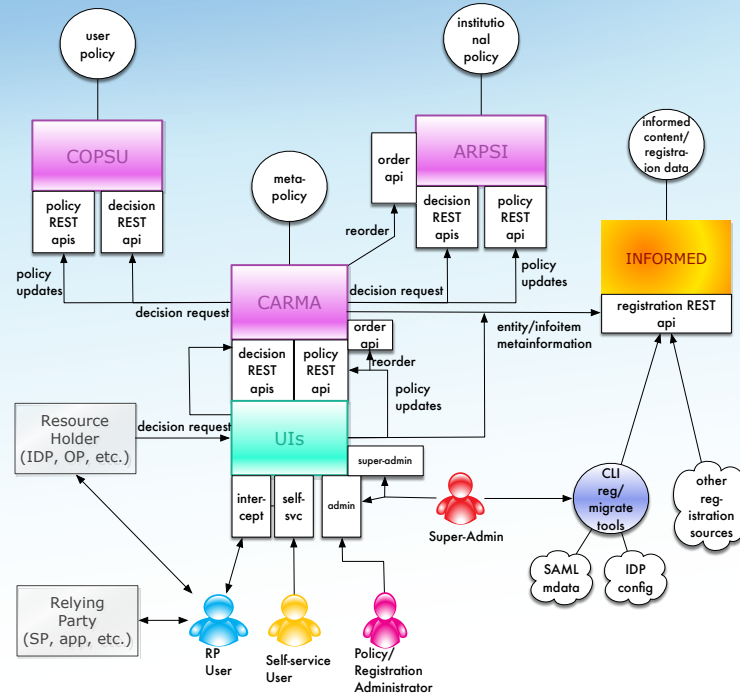 user
policy
institutio
nal
policy
COPSU
policy
REST
apis
decision
REST
api
meta-
policy
order
api
ARPSI
decision
REST
apis
policy
REST
api
informed
content/
registra-
ion data
reorder
policy
updates
decision request
CARMA
decision request
policy
updates
INFORMED
registration REST
api
order
api
entity/infoitem
metainformation
decision
REST
apis
policy
REST
api
reorder
policy
updates
Resource
Holder
(IDP, OP, etc.)
decision request
UIs
super-admin
inter-
cept
self-
svc
admin
Super-Admin
CLI
reg/
migrate
tools
other
reg-
istration
sources
SAML
mdata
IDP
config
Relying
Party
(SP, app, etc.)
RP
User
Self-service
User
Policy/
Registration
Administrator